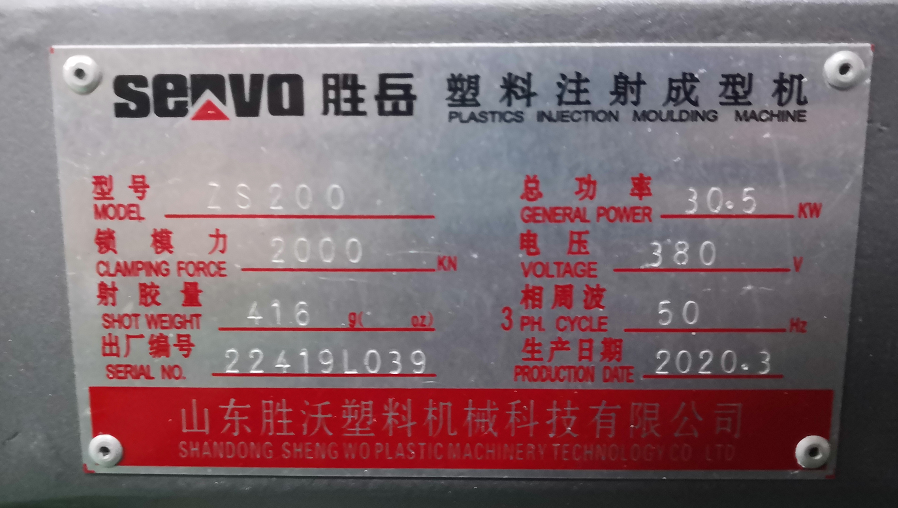 servo 胜岳 塑料注射成型机
PLASTICS INJECTION MOULDING MACHINE
型号 ZS200 总功率 30.5 KW
MODEL GENERAL POWER
锁模力 2000 KN 电压 380 V
CLAMPING FORCE VOLTAGE
射胶量 416 g( oz) 相周波 50 Hz
SHOT WEIGHT 3 PH. CYCLE
出厂编号 22419L039 生产日期 2020.3
SERIAL NO. PRODUCTION DATE
山东胜沃塑料机械科技有限公司
SHANDONG SHENG WO PLASTIC MACHINERY TECHNOLOGY CO LTD